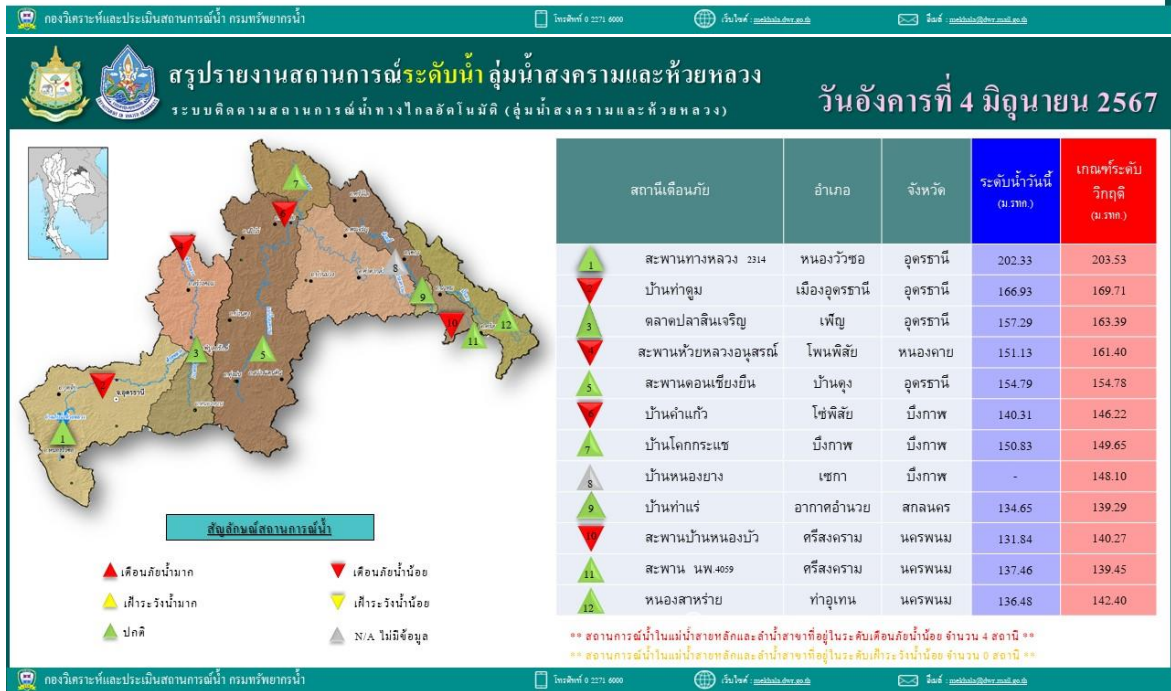 กองวิเคราะห์และประเมินสถานการณ์น้ำ กรมทรัพยากรน้ำ โทรศัพท์ 0 2271 6000 เว็บไซต์ : mekhala.dwr.go.th อีเมล์ : mekhala@dwr.mail.go.th
สรุปรายงานสถานการณ์ระดับน้ำ ลุ่มน้ำสงครามและห้วยหลวง
ระบบติดตามสถานการณ์น้ำทางไกลอัตโนมัติ (ลุ่มน้ำสงครามและห้วยหลวง)
วันอังคารที่ 4 มิถุนายน 2567
สถานีเตือนภัย อำเภอ จังหวัด ระดับน้ำวันนี้ (ม.รทก.) เกณฑ์ระดับวิกฤติ (ม.รทก.)
1 สะพานทางหลวง 2314 หนองวัวซอ อุดรธานี 202.33 203.53
2 บ้านท่าตูม เมืองอุดรธานี อุดรธานี 166.93 169.71
3 ตลาดปลาสินเจริญ เพ็ญ อุดรธานี 157.29 163.39
4 สะพานห้วยหลวงอนุสรณ์ โพนพิสัย หนองคาย 151.13 161.40
5 สะพานดอนเชียงยืน บ้านดุง อุดรธานี 154.79 154.78
6 บ้านคำแก้ว โซ่พิสัย บึงกาพ 140.31 146.22
7 บ้านโคกกระแซ บึงกาพ บึงกาพ 150.83 149.65
8 บ้านหนองยาง เซกา บึงกาพ - 148.10
9 บ้านท่าแร่ อากาศอำนวย สกลนคร 134.65 139.29
10 สะพานบ้านหนองบัว ศรีสงคราม นครพนม 131.84 140.27
11 สะพาน นพ.4059 ศรีสงคราม นครพนม 137.46 139.45
12 หนองสาหร่าย ท่าอุเทน นครพนม 136.48 142.40
7
8
9
10
11
12
3
5
อ.อุดรธานี
1
สัญลักษณ์สถานการณ์น้ำ
เตือนภัยน้ำมาก เตือนภัยน้ำน้อย
เฝ้าระวังน้ำมาก เฝ้าระวังน้ำน้อย
ปกติ N/A ไม่มีข้อมูล
** สถานการณ์น้ำในแม่น้ำสายหลักและลำน้ำสาขาที่อยู่ในระดับเตือนภัยน้ำน้อย จำนวน 4 สถานี **
** สถานการณ์น้ำในแม่น้ำสายหลักและลำน้ำสาขาที่อยู่ในระดับเฝ้าระวังน้ำน้อย จำนวน 0 สถานี **
กองวิเคราะห์และประเมินสถานการณ์น้ำ กรมทรัพยากรน้ำ โทรศัพท์ 0 2271 6000 เว็บไซต์ : mekhala.dwr.go.th อีเมล์ : mekhala@dwr.mail.go.th